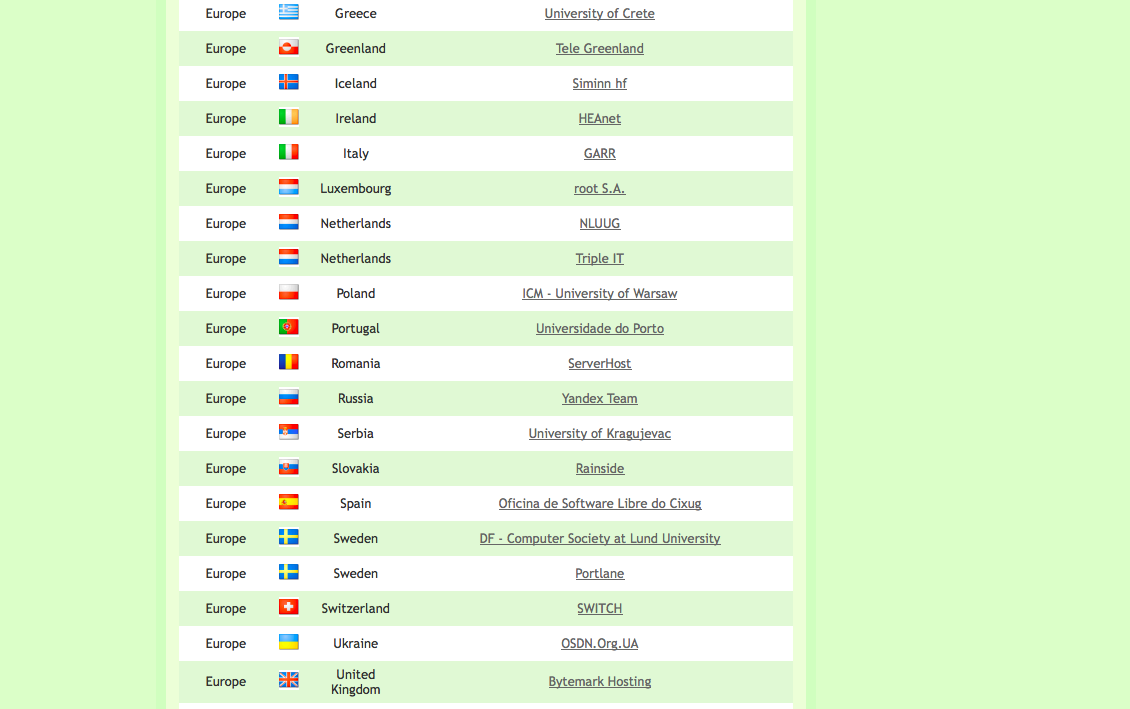 Europe Greece University of Crete
Europe Greenland Tele Greenland
Europe Iceland Siminn hf
Europe Ireland HEAnet
Europe Italy GARR
Europe Luxembourg root S.A.
Europe Netherlands NLUUG
Europe Netherlands Triple IT
Europe Poland ICM - University of Warsaw
Europe Portugal Universidade do Porto
Europe Romania ServerHost
Europe Russia Yandex Team
Europe Serbia University of Kragujevac
Europe Slovakia Rainside
Europe Spain Oficina de Software Libre do Cixug
Europe Sweden DF - Computer Society at Lund University
Europe Sweden Portlane
Europe Switzerland SWITCH
Europe Ukraine OSDN.Org.UA
Europe United Kingdom Bytemark Hosting